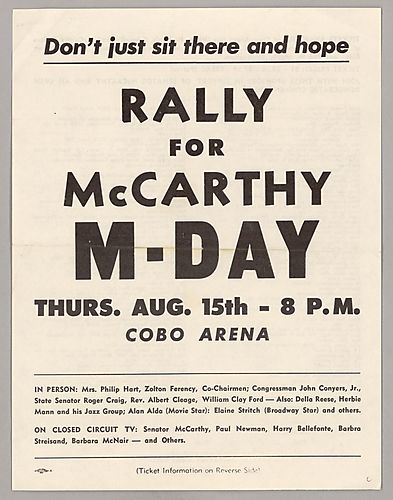 Don't just sit there and hope
RALLY
FOR
McCARTHY
M-DAY
THURS. AUG. 15th - 8 P.M.
COBO ARENA
IN PERSON: Mrs. Philip Hart, Zolton Ferency, Co-Chairmen; Congressman John Conyers, Jr.,
State Senator Roger Craig, Rev. Albert Cleage, William Clay Ford — Also: Della Reese, Herbie
Mann and his Jazz Group; Alan Alda (Movie Star): Elaine Stritch (Broadway Star) and others.
ON CLOSED CIRCUIT TV: Senator McCarthy, Paul Newman, Harry Bellefonte, Barbra
Streisand, Barbara McNair — and Others.
(Ticket Information on Reverse Side)